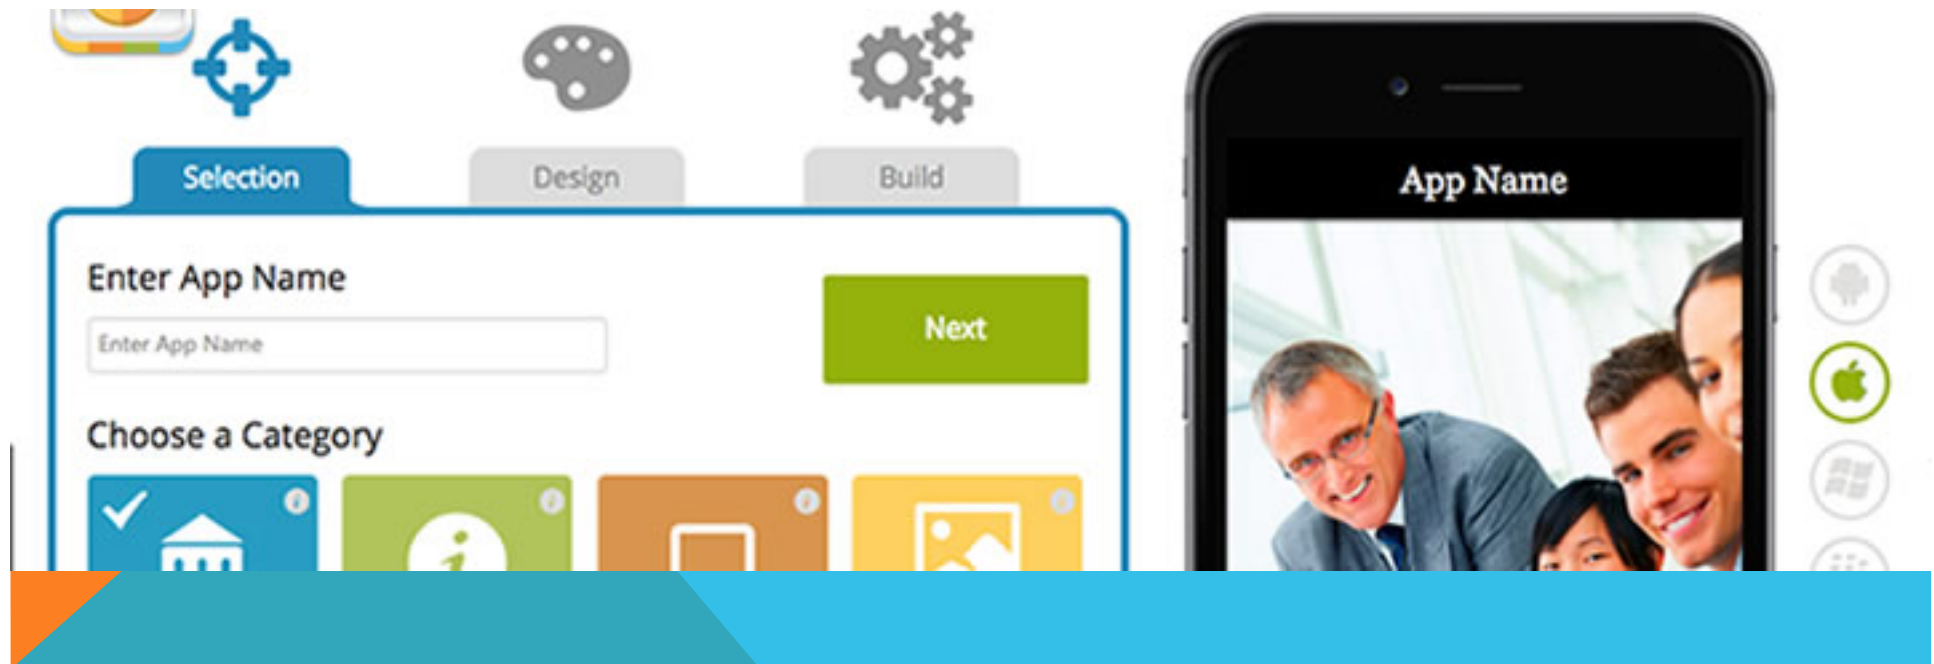 Selection
Design
Build
Enter App Name
Enter App Name
Next
Choose a Category
i
i
i
i
i
App Name